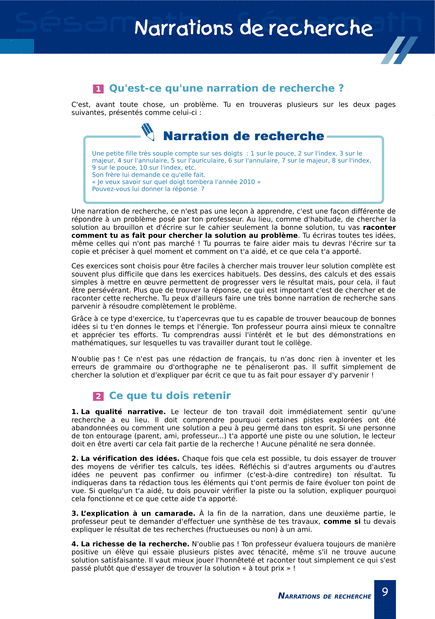 Narrations de recherche
1 Qu'est-ce qu'une narration de recherche ?
C'est, avant toute chose, un problème. Tu en trouveras plusieurs sur les deux pages
suivantes, présentés comme celui-ci :
Narration de recherche
Une petite fille très souple compte sur ses doigts : 1 sur le pouce, 2 sur l'index, 3 sur le
majeur, 4 sur l'annulaire, 5 sur l'auriculaire, 6 sur l'annulaire, 7 sur le majeur, 8 sur l'index,
9 sur le pouce, 10 sur l'index, etc.
Son frère lui demande ce qu'elle fait.
« Je veux savoir sur quel doigt tombera l'année 2010 »
Pouvez-vous lui donner la réponse ?
Une narration de recherche, ce n'est pas une leçon à apprendre, c'est une façon différente de
répondre à un problème posé par ton professeur. Au lieu, comme d'habitude, de chercher la
solution au brouillon et d'écrire sur le cahier seulement la bonne solution, tu vas raconter
comment tu as fait pour chercher la solution au problème. Tu écriras toutes tes idées,
même celles qui n'ont pas marché ! Tu pourras te faire aider mais tu devras l'écrire sur ta
copie et préciser à quel moment et comment on t'a aidé, et ce que cela t'a apporté.
Ces exercices sont choisis pour être faciles à chercher mais trouver leur solution complète est
souvent plus difficile que dans les exercices habituels. Des dessins, des calculs et des essais
simples à mettre en œuvre permettent de progresser vers le résultat mais, pour cela, il faut
être persévérant. Plus que de trouver la réponse, ce qui est important c'est de chercher et de
raconter cette recherche. Tu peux d'ailleurs faire une très bonne narration de recherche sans
parvenir à résoudre complètement le problème.
Grâce à ce type d'exercice, tu t'apercevras que tu es capable de trouver beaucoup de bonnes
idées si tu t'en donnes le temps et l'énergie. Ton professeur pourra ainsi mieux te connaître
et apprécier tes efforts. Tu comprendras aussi l'intérêt et le but des démonstrations en
mathématiques, sur lesquelles tu vas travailler durant tout le collège.
N'oublie pas ! Ce n'est pas une rédaction de français, tu n'as donc rien à inventer et les
erreurs de grammaire ou d'orthographe ne te pénaliseront pas. Il suffit simplement de
chercher la solution et d'expliquer par écrit ce que tu as fait pour essayer d'y parvenir !
2 Ce que tu dois retenir
1. La qualité narrative. Le lecteur de ton travail doit immédiatement sentir qu'une
recherche a eu lieu. Il doit comprendre pourquoi certaines pistes explorées ont été
abandonnées ou comment une solution a peu à peu germé dans ton esprit. Si une personne
de ton entourage (parent, ami, professeur...) t'a apporté une piste ou une solution, le lecteur
doit en être averti car cela fait partie de la recherche ! Aucune pénalité ne sera donnée.
2. La vérification des idées. Chaque fois que cela est possible, tu dois essayer de trouver
des moyens de vérifier tes calculs, tes idées. Réfléchis si d'autres arguments ou d'autres
idées ne peuvent pas confirmer ou infirmer (c'est-à-dire contredire) ton résultat. Tu
indiqueras dans ta rédaction tous les éléments qui t'ont permis de faire évoluer ton point de
vue. Si quelqu'un t'a aidé, tu dois pouvoir vérifier la piste ou la solution, expliquer pourquoi
cela fonctionne et ce que cette aide t'a apporté.
3. L'explication à un camarade. À la fin de la narration, dans une deuxième partie, le
professeur peut te demander d'effectuer une synthèse de tes travaux, comme si tu devais
expliquer le résultat de tes recherches (fructueuses ou non) à un ami.
4. La richesse de la recherche. N'oublie pas ! Ton professeur évaluera toujours de manière
positive un élève qui essaie plusieurs pistes avec ténacité, même s'il ne trouve aucune
solution satisfaisante. Il vaut mieux jouer l'honnêteté et raconter tout simplement ce qui s'est
passé plutôt que d'essayer de trouver la solution « à tout prix » !
NARRATIONS DE RECHERCHE 9